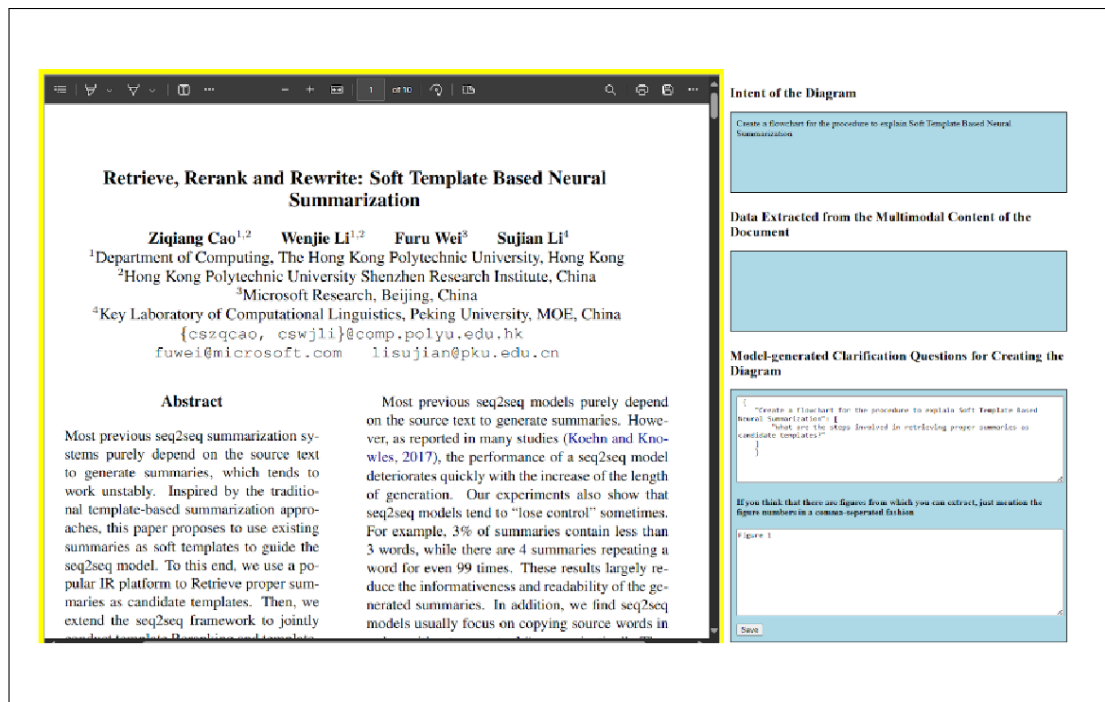 1 of 10
Retrieve, Rerank and Rewrite: Soft Template Based Neural
Summarization
Ziqiang Cao1,2 Wenjie Li1,2 Furu Wei3 Sujian Li4
1Department of Computing, The Hong Kong Polytechnic University, Hong Kong
2Hong Kong Polytechnic University Shenzhen Research Institute, China
3Microsoft Research, Beijing, China
4Key Laboratory of Computational Linguistics, Peking University, MOE, China
{cszqcao, cswjli}@comp.polyu.edu.hk
fuwei@microsoft.com lisujian@pku.edu.cn
Abstract
Most previous seq2seq summarization sy-
stems purely depend on the source text
to generate summaries, which tends to
work unstably. Inspired by the traditio-
nal template-based summarization appro-
aches, this paper proposes to use existing
summaries as soft templates to guide the
seq2seq model. To this end, we use a po-
pular IR platform to Retrieve proper sum-
maries as candidate templates. Then, we
extend the seq2seq framework to jointly
conduct template Reranking and template
Most previous seq2seq models purely depend
on the source text to generate summaries. Howe-
ver, as reported in many studies (Koehn and Kno-
wles, 2017), the performance of a seq2seq model
deteriorates quickly with the increase of the length
of generation. Our experiments also show that
seq2seq models tend to "lose control" sometimes.
For example, 3% of summaries contain less than
3 words, while there are 4 summaries repeating a
word for even 99 times. These results largely re-
duce the informativeness and readability of the ge-
nerated summaries. In addition, we find seq2seq
models usually focus on copying source words in
Intent of the Diagram
Create a flowchart for the procedure to explain Soft Template Based Neural
Summarization
Data Extracted from the Multimodal Content of the
Document
Model-generated Clarification Questions for Creating the
Diagram
{
"Create a flowchart for the procedure to explain Soft Template Based
Neural Summarization": [
"What are the steps involved in retrieving proper summaries as
candidate templates?"
]
}
If you think that there are figures from which you can extract, just mention the
figure numbers in a comma-seperated fashion
Figure 1
Save